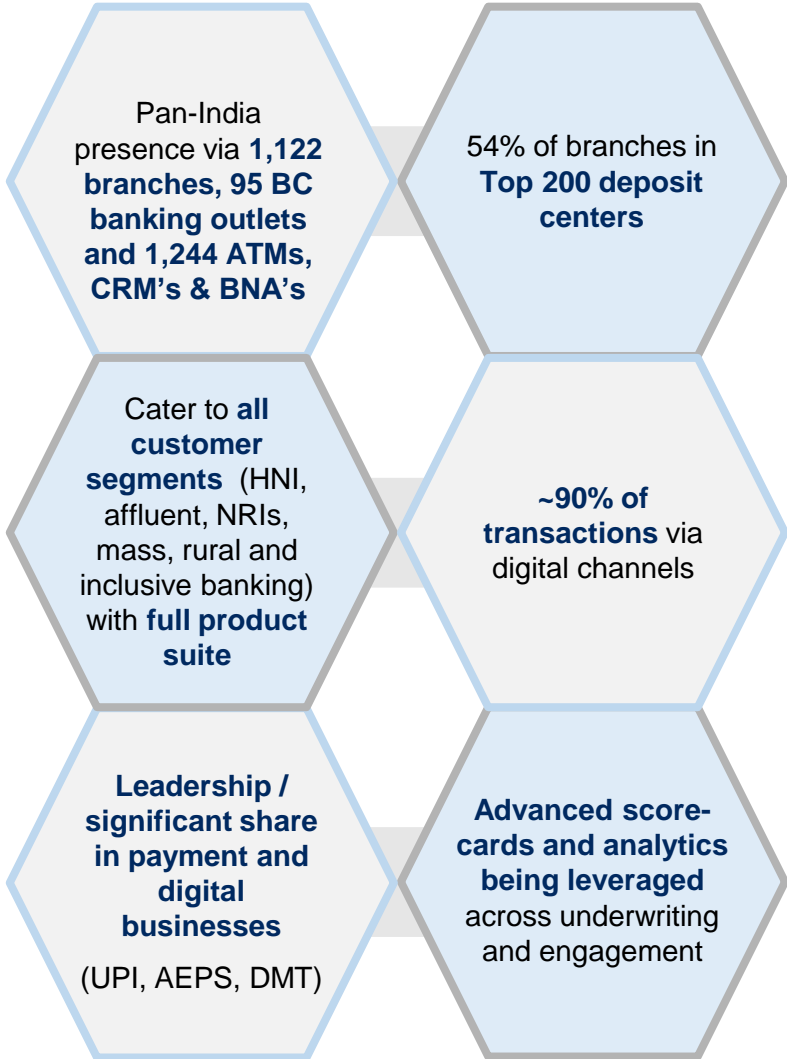 Pan-India
presence via 1,122
branches, 95 BC
banking outlets
and 1,244 ATMs,
CRM's & BNA's
54% of branches in
Top 200 deposit
centers
Cater to all
customer
segments (HNI,
affluent, NRIs,
mass, rural and
inclusive banking)
with full product
suite
~90% of
transactions via
digital channels
Leadership /
significant share
in payment and
digital
businesses
(UPI, AEPS, DMT)
Advanced score-
cards and analytics
being leveraged
across underwriting
and engagement